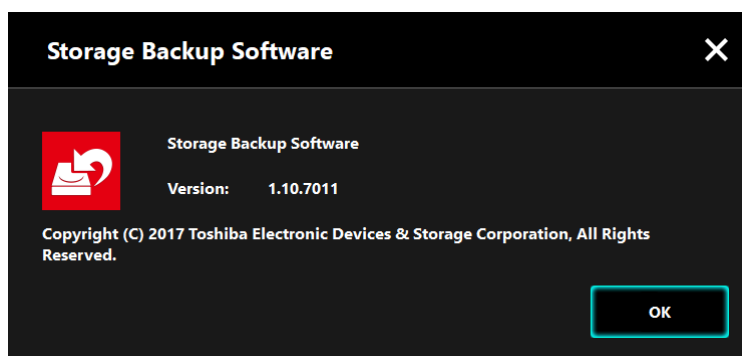 Storage Backup Software
Storage Backup Software
Version: 1.10.7011
Copyright (C) 2017 Toshiba Electronic Devices & Storage Corporation, All Rights
Reserved.
OK